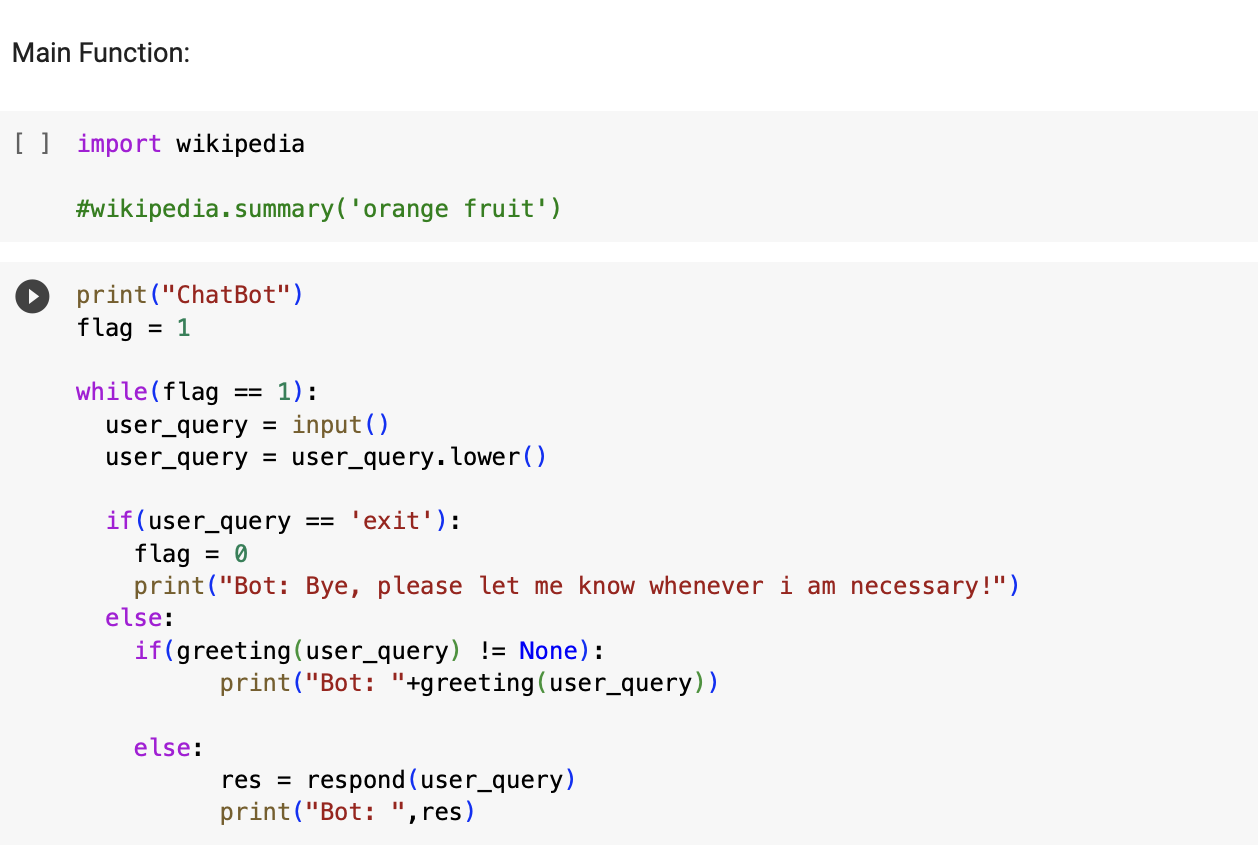 Main Function:
[ ] import wikipedia
#wikipedia.summary('orange fruit')
print("ChatBot")
flag = 1
while(flag == 1):
user_query = input()
user_query = user_query.lower()
if(user_query == 'exit'):
flag = 0
print("Bot: Bye, please let me know whenever i am necessary!")
else:
if(greeting(user_query) != None):
print("Bot: "+greeting(user_query))
else:
res = respond(user_query)
print("Bot: ",res)